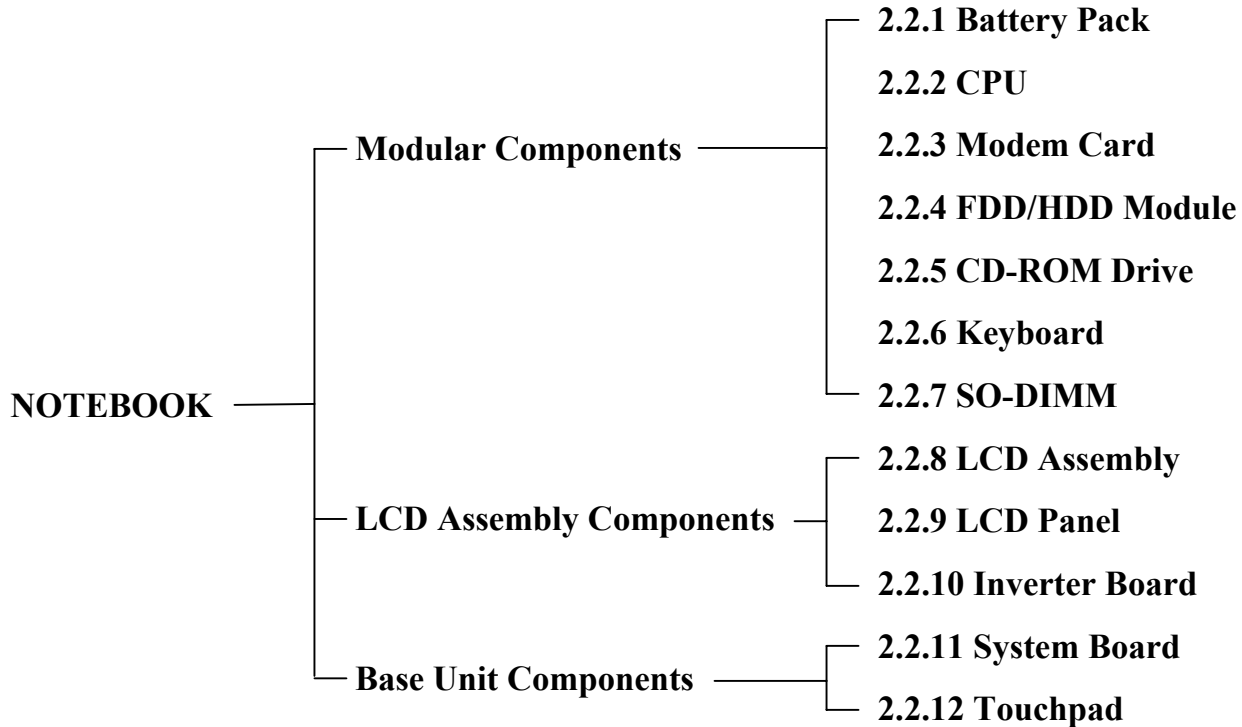 2.2.1 Battery Pack
2.2.2 CPU
Modular Components
2.2.3 Modem Card
2.2.4 FDD/HDD Module
2.2.5 CD-ROM Drive
2.2.6 Keyboard
NOTEBOOK
2.2.7 SO-DIMM
2.2.8 LCD Assembly
LCD Assembly Components
2.2.9 LCD Panel
2.2.10 Inverter Board
2.2.11 System Board
Base Unit Components
2.2.12 Touchpad